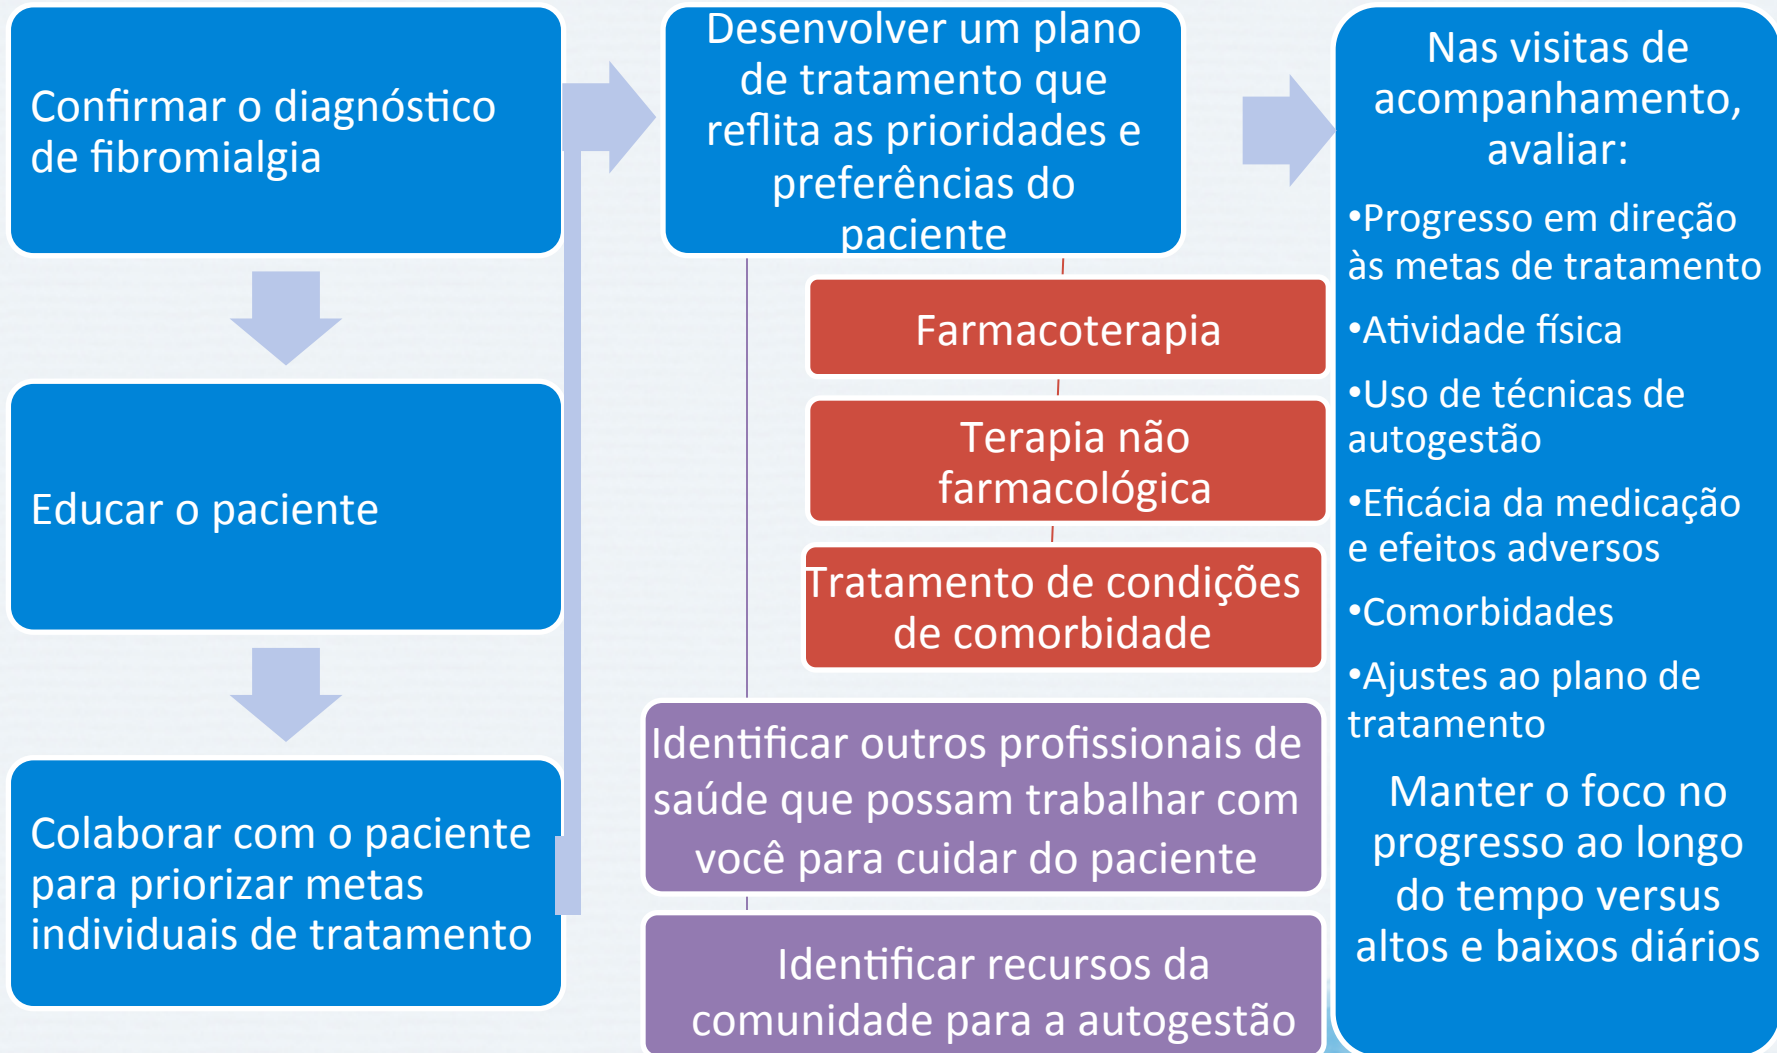 Confirmar o diagnóstico
de fibromialgia
Educar o paciente
Colaborar com o paciente
para priorizar metas
individuais de tratamento
Desenvolver um plano
de tratamento que
reflita as prioridades e
preferências do
paciente
Farmacoterapia
Terapia não
farmacológica
Tratamento de condições
de comorbidade
Identificar outros profissionais de
saúde que possam trabalhar com
você para cuidar do paciente
Identificar recursos da
comunidade para a autogestão
Nas visitas de
acompanhamento,
avaliar:
•Progresso em direção
às metas de tratamento
•Atividade física
•Uso de técnicas de
autogestão
•Eficácia da medicação
e efeitos adversos
•Comorbidades
•Ajustes ao plano de
tratamento
Manter o foco no
progresso ao longo
do tempo versus
altos e baixos diários